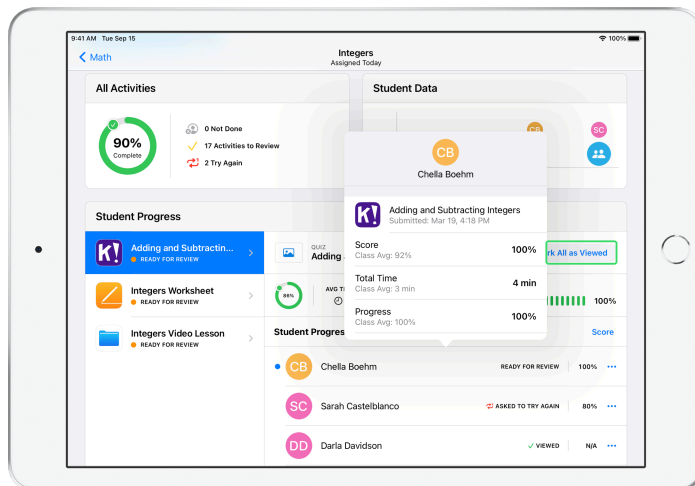 9:41 AM Tue Sep 15
100%
Math
Integers
Assigned Today
All Activities
90%
Complete
0 Not Done
17 Activities to Review
2 Try Again
Student Data
CB
SC
CB
Chella Boehm
K!
Adding and Subtracting Integers
Submitted: Mar 19, 4:18 PM
Score
Class Avg: 92%
100%
Total Time
Class Avg: 3 min
4 min
Progress
Class Avg: 100%
100%
Student Progress
K!
Adding and Subtractin...
READY FOR REVIEW
Integers Worksheet
READY FOR REVIEW
Integers Video Lesson
READY FOR REVIEW
QUIZ
Adding
rk All as Viewed
86%
AVG TI
100%
Student Progres
Score
CB
Chella Boehm
READY FOR REVIEW
100%
SC
Sarah Castelblanco
ASKED TO TRY AGAIN
80%
DD
Darla Davidson
VIEWED
N/A